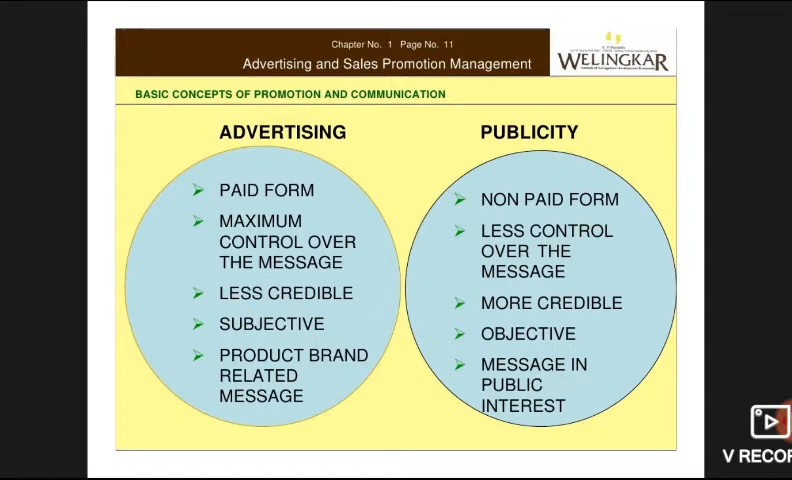 Chapter No. 1 Page No. 11
Advertising and Sales Promotion Management
WELINGKAR
BASIC CONCEPTS OF PROMOTION AND COMMUNICATION
ADVERTISING
PAID FORM
MAXIMUM
CONTROL OVER
THE MESSAGE
LESS CREDIBLE
SUBJECTIVE
PRODUCT BRAND
RELATED
MESSAGE
PUBLICITY
NON PAID FORM
LESS CONTROL
OVER THE
MESSAGE
MORE CREDIBLE
OBJECTIVE
MESSAGE IN
PUBLIC
INTEREST
V RECOR